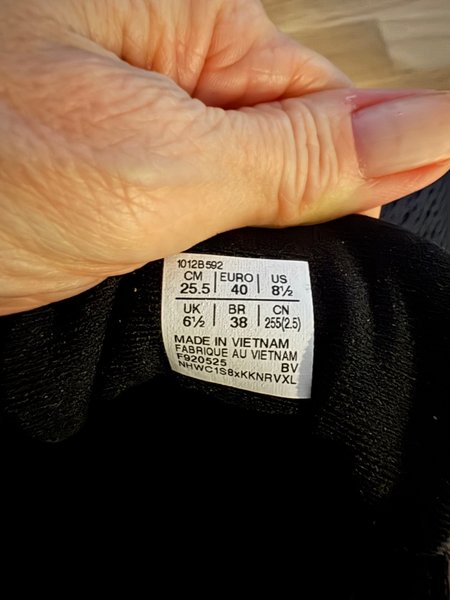 1012B592
CM EURO US
25.5 40 8½
UK BR CN
6½ 38 255(2.5)
MADE IN VIETNAM
FABRIQUE AU VIETNAM
F920525 BV
NHWC1S8xKKNRVXL